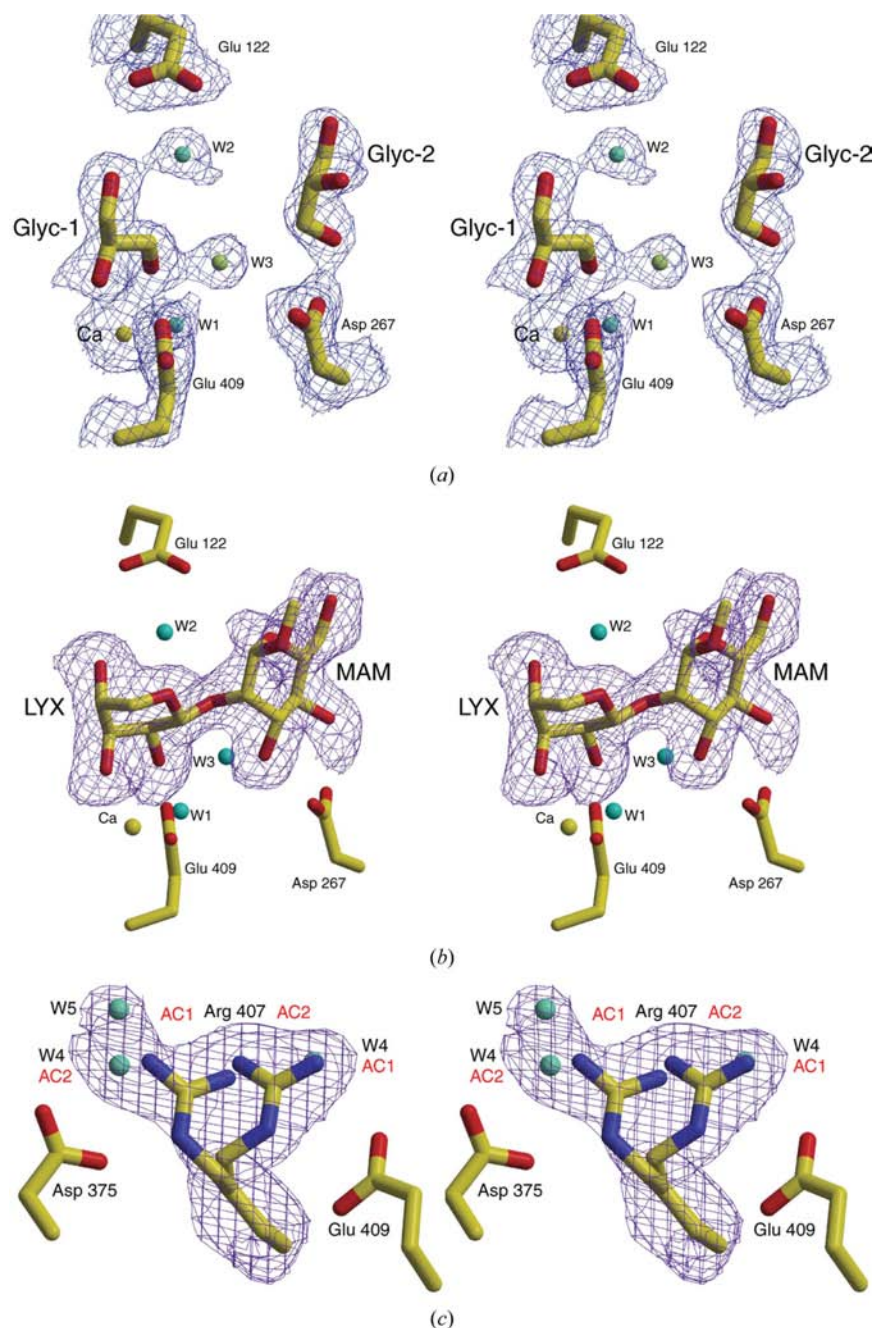 Glu 122 Glu 122
W2 W2
Glyc-2 Glyc-2
Glyc-1 Glyc-1
W3 W3
Ca W1 Asp 267 Ca W1 Asp 267
Glu 409 Glu 409
(a)
Glu 122 Glu 122
W2 W2
MAM MAM
LYX LYX
W3 W3
Ca W1 Ca W1
Glu 409 Asp 267 Glu 409 Asp 267
(b)
W5 AC1 Arg 407 AC2 W5 AC1 Arg 407 AC2
W4 W4 W4 W4
AC2 AC1 AC2 AC1
Asp 375 Asp 375
Glu 409 Glu 409
(c)